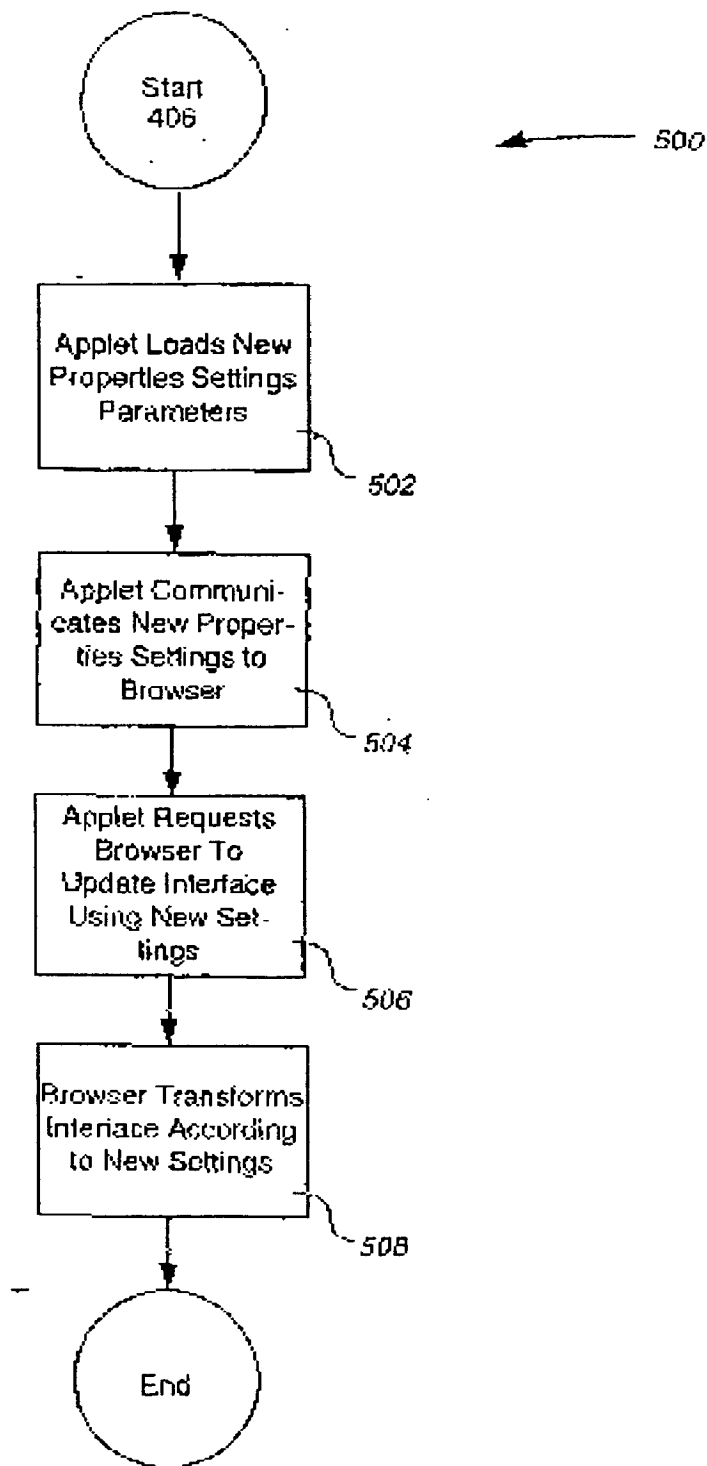 Start
406
500
Applet Loads New
Properties Settings
Parameters
502
Applet Communi-
cates New Proper-
ties Settings to
Browser
504
Applet Requests
Browser To
Update Interface
Using New Set-
tings
506
Browser Transforms
Interface According
to New Settings
508
End